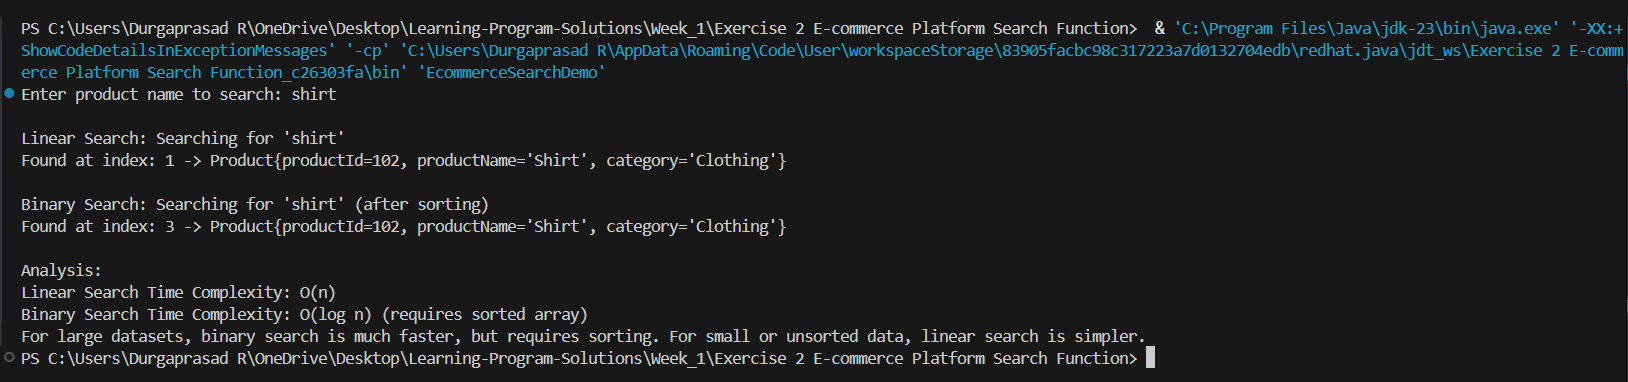 PS C:\Users\Durgaprasad R\OneDrive\Desktop\Learning-Program-Solutions\Week_1\Exercise 2 E-commerce Platform Search Function>  & 'C:\Program Files\Java\jdk-23\bin\java.exe' '-XX:+
ShowCodeDetailsInExceptionMessages' '-cp' 'C:\Users\Durgaprasad R\AppData\Roaming\Code\User\workspaceStorage\83905facbc98c317223a7d0132704edb\redhat.java\jdt_ws\Exercise 2 E-comm
erce Platform Search Function_c26303fa\bin' 'EcommerceSearchDemo'
Enter product name to search: shirt
Linear Search: Searching for 'shirt'
Found at index: 1 -> Product{productId=102, productName='Shirt', category='Clothing'}
Binary Search: Searching for 'shirt' (after sorting)
Found at index: 3 -> Product{productId=102, productName='Shirt', category='Clothing'}
Analysis:
Linear Search Time Complexity: O(n)
Binary Search Time Complexity: O(log n) (requires sorted array)
For large datasets, binary search is much faster, but requires sorting. For small or unsorted data, linear search is simpler.
PS C:\Users\Durgaprasad R\OneDrive\Desktop\Learning-Program-Solutions\Week_1\Exercise 2 E-commerce Platform Search Function>